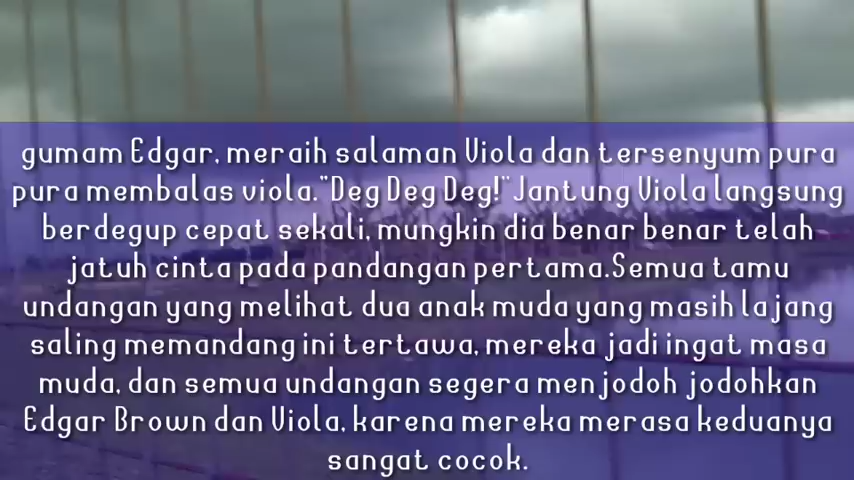 gumam Edgar, meraih salaman Viola dan tersenyum pura
pura membalas viola."Deg Deg Deg!"Jantung Viola langsung
berdegup cepat sekali, mungkin dia benar benar telah
jatuh cinta pada pandangan pertama.Semua tamu
undangan yang melihat dua anak muda yang masih lajang
saling memandang ini tertawa, mereka jadi ingat masa
muda, dan semua undangan segera menjodoh jodohkan
Edgar Brown dan Viola, karena mereka merasa keduanya
sangat cocok.